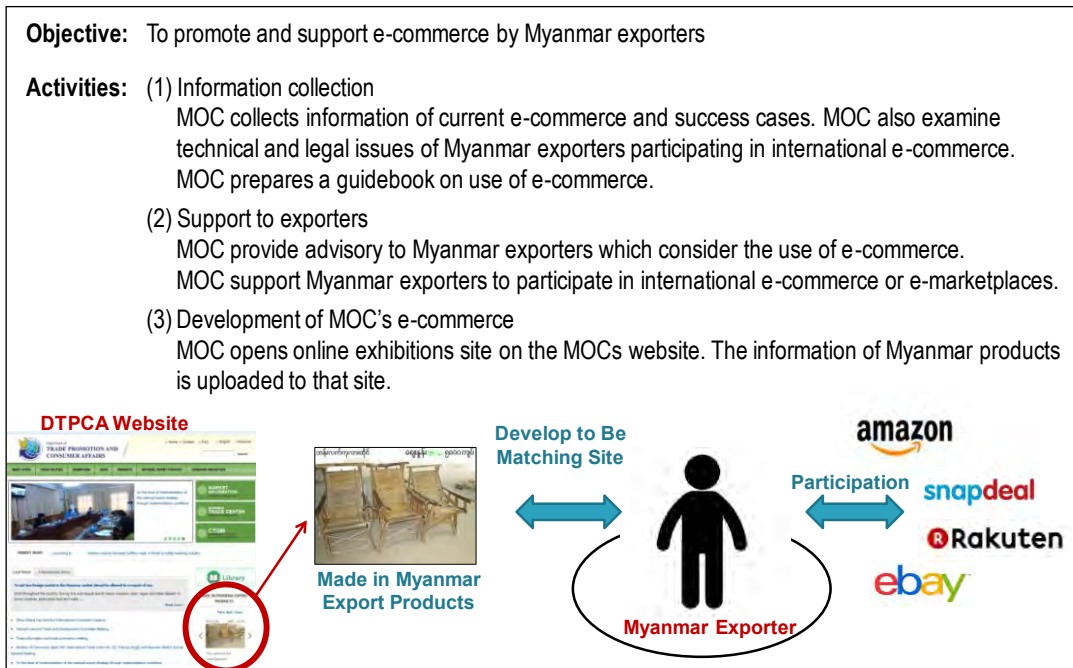 Objective: To promote and support e-commerce by Myanmar exporters
Activities: (1) Information collection
MOC collects information of current e-commerce and success cases. MOC also examine
technical and legal issues of Myanmar exporters participating in international e-commerce.
MOC prepares a guidebook on use of e-commerce.
(2) Support to exporters
MOC provide advisory to Myanmar exporters which consider the use of e-commerce.
MOC support Myanmar exporters to participate in international e-commerce or e-marketplaces.
(3) Development of MOC's e-commerce
MOC opens online exhibitions site on the MOCs website. The information of Myanmar products
is uploaded to that site.
DTPCA Website
Department of
TRADE PROMOTION AND
CONSUMER AFFAIRS
TRADE CENTER
Library
Made in Myanmar
Export Products
Develop to Be
Matching Site
Myanmar Exporter
Participation
amazon
snapdeal
R Rakuten
ebay